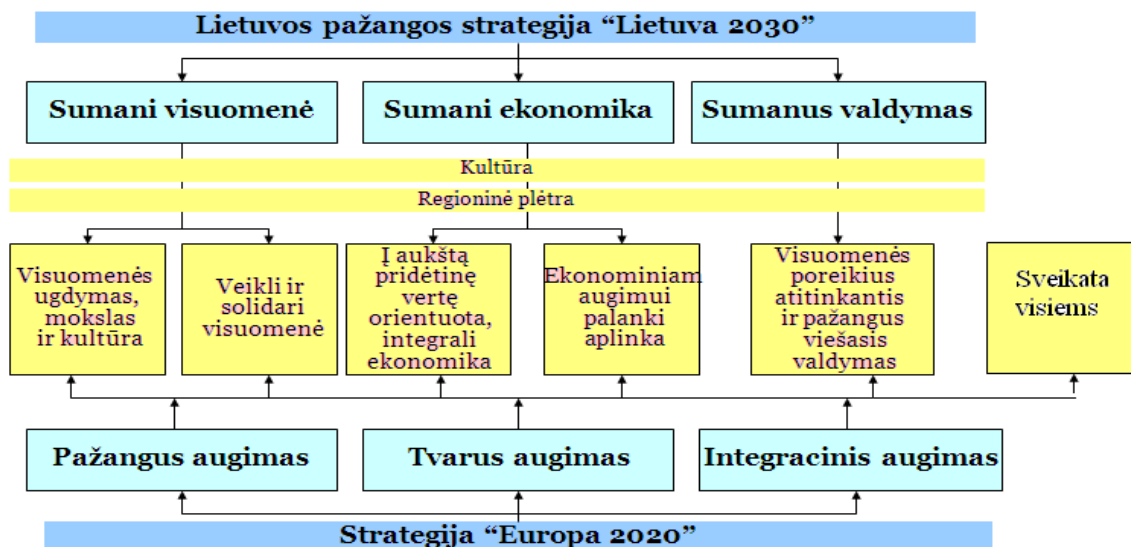 Lietuvos pažangos strategija “Lietuva 2030”
Sumani visuomenė
Sumani ekonomika
Sumanus valdymas
Kultūra
Regioninė plėtra
Visuomenės
ugdymas,
mokslas
ir kultūra
Veikli ir
solidari
visuomenė
Į aukštą
pridėtinę
vertę
orientuota,
integrali
ekonomika
Ekonominiam
augimui
palanki
aplinka
Visuomenės
poreikius
atitinkantis
ir pažangus
viešasis
valdymas
Sveikata
visiems
Pažangus augimas
Tvarus augimas
Integracinis augimas
Strategija “Europa 2020”